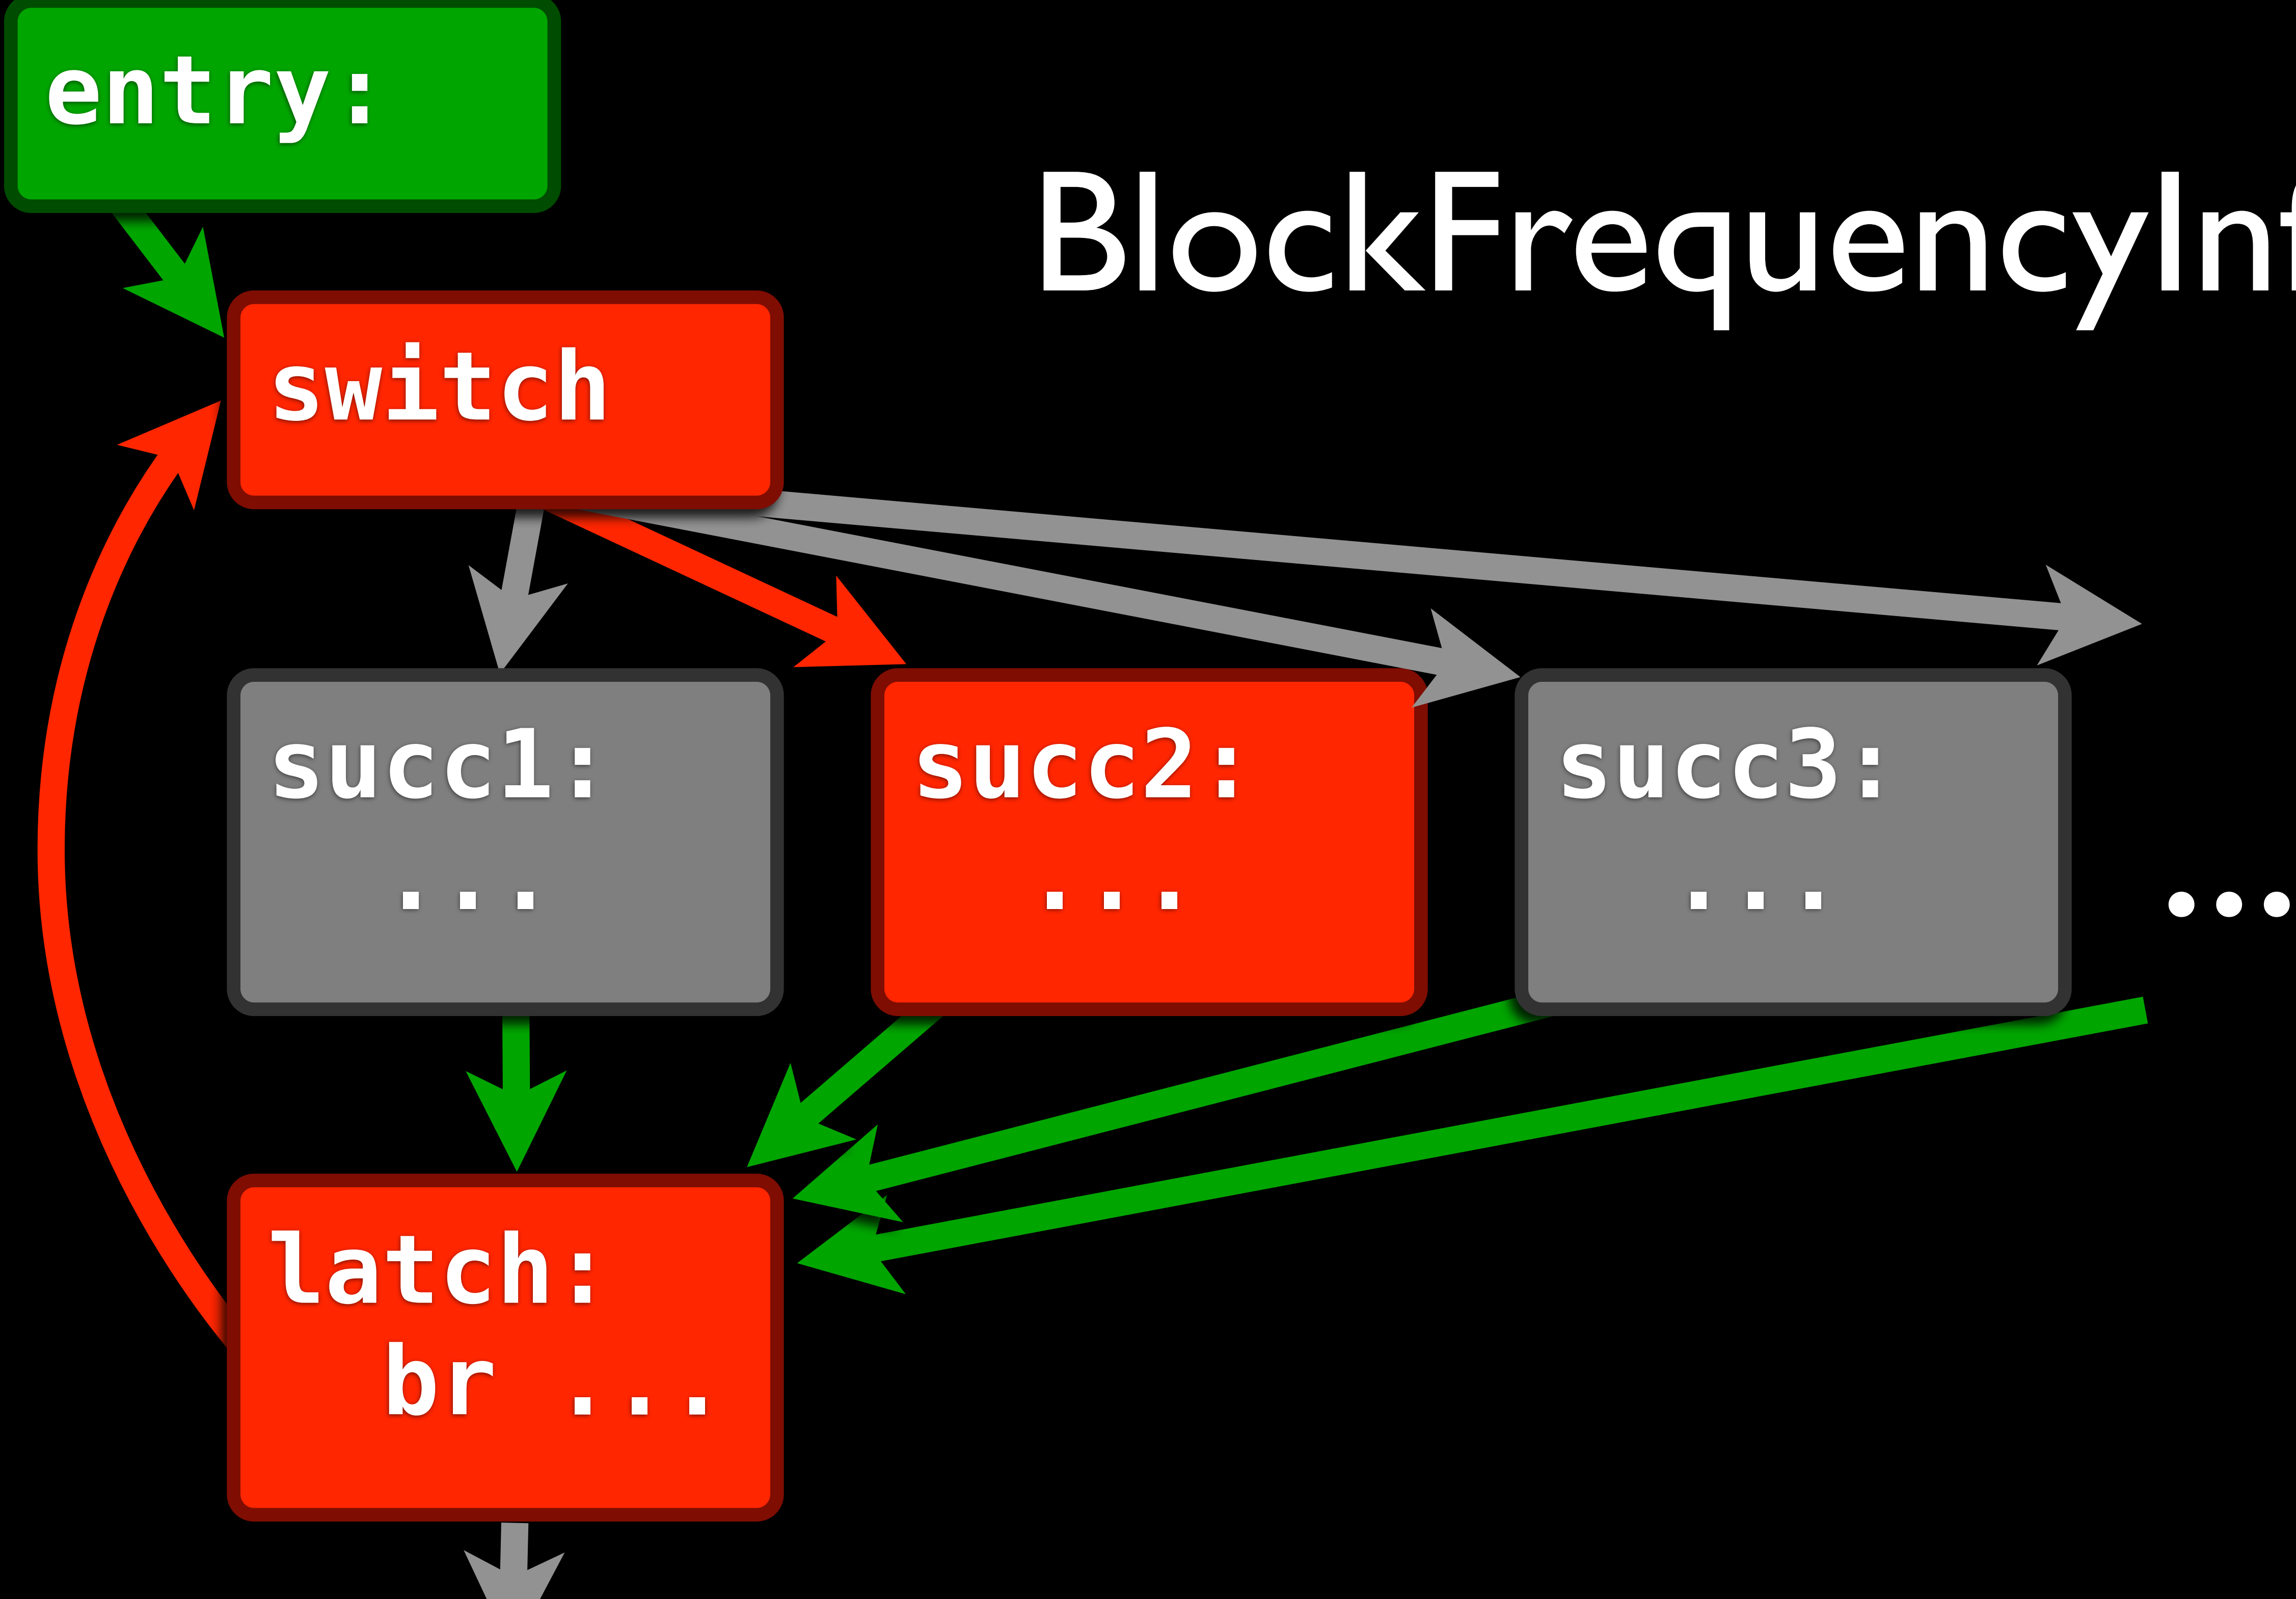 entry:
BlockFrequencyInf
switch
succ1:
...
succ2:
...
succ3:
...
...
latch:
br ...